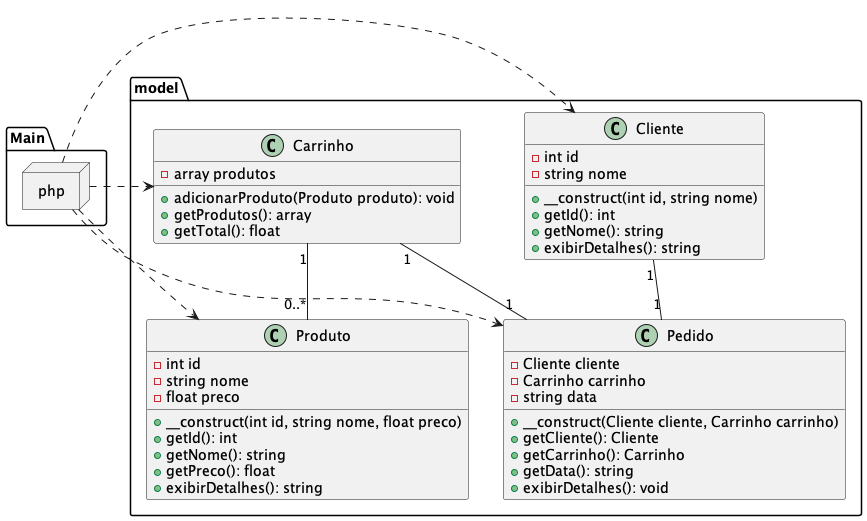 model
Main
php
C Carrinho
array produtos
adicionarProduto(Produto produto): void
getProdutos(): array
getTotal(): float
C Cliente
int id
string nome
__construct(int id, string nome)
getId(): int
getNome(): string
exibirDetalhes(): string
1
1
1
0..*
1
1
C Produto
int id
string nome
float preco
__construct(int id, string nome, float preco)
getId(): int
getNome(): string
getPreco(): float
exibirDetalhes(): string
C Pedido
Cliente cliente
Carrinho carrinho
string data
__construct(Cliente cliente, Carrinho carrinho)
getCliente(): Cliente
getCarrinho(): Carrinho
getData(): string
exibirDetalhes(): void